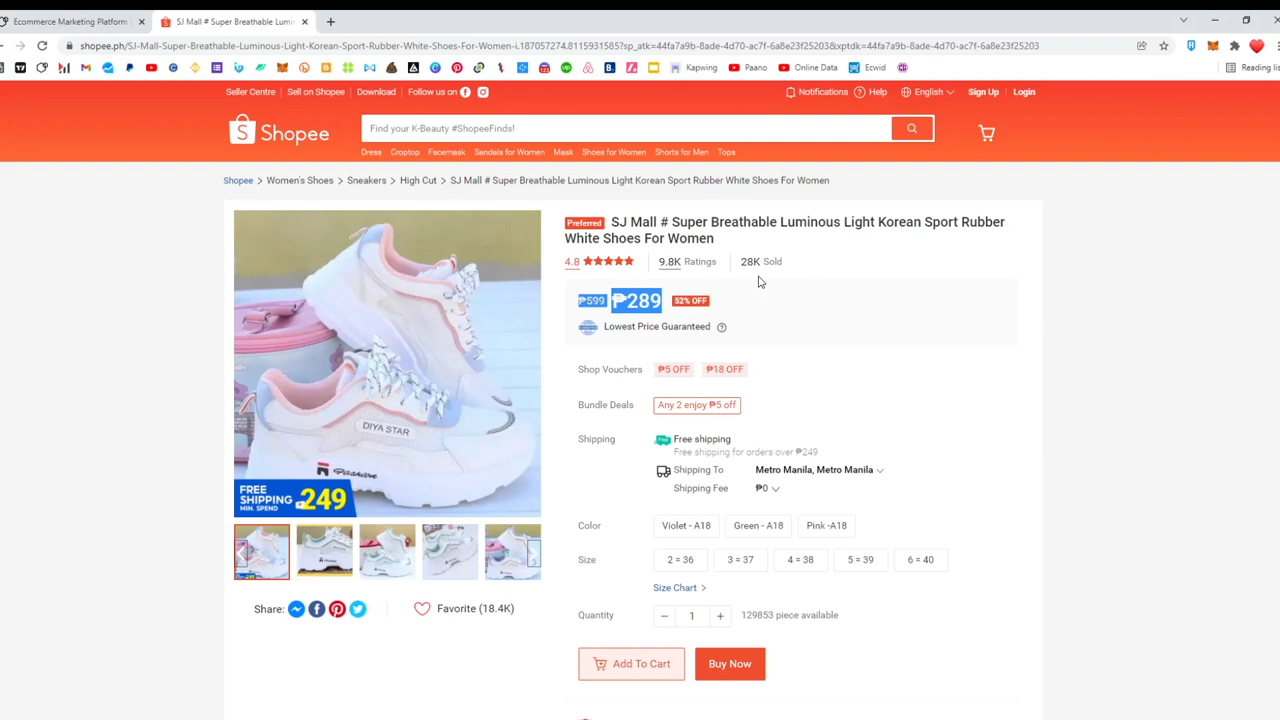 Ecommerce Marketing Platform
SJ Mall # Super Breathable Lumin
shopee.ph/SJ-Mall-Super-Breathable-Luminous-Light-Korean-Sport-Rubber-White-Shoes-For-Women-i.187057274.8115931585?sp_atk=44fa7a9b-8ade-4d70-ac7f-6a8e23f25203&xptdk=44fa7a9b-8ade-4d70-ac7f-6a8e23f25203
Kapwing
Paano
Online Data
Ecwid
Reading lis
Seller Centre
Sell on Shopee
Download
Follow us on
Notifications
Help
English
Sign Up
Login
Shopee
Find your K-Beauty #ShopeeFinds!
Dress Croptop Facemask Sandals for Women Mask Shoes for Women Shorts for Men Tops
Shopee > Women's Shoes > Sneakers > High Cut > SJ Mall # Super Breathable Luminous Light Korean Sport Rubber White Shoes For Women
Preferred SJ Mall # Super Breathable Luminous Light Korean Sport Rubber
White Shoes For Women
4.8 9.8K Ratings 28K Sold
₱599 ₱289 52% OFF
Lowest Price Guaranteed
Shop Vouchers ₱5 OFF ₱18 OFF
Bundle Deals Any 2 enjoy ₱5 off
Shipping Free shipping
Free shipping for orders over ₱249
Shipping To Metro Manila, Metro Manila
Shipping Fee ₱0
Color Violet - A18 Green - A18 Pink -A18
Size 2 = 36 3 = 37 4 = 38 5 = 39 6 = 40
Size Chart >
Quantity - 1 + 129853 piece available
Add To Cart Buy Now
DIYA STAR
Fashion
FREE
SHIPPING
MIN. SPEND
249
Share:
Favorite (18.4K)